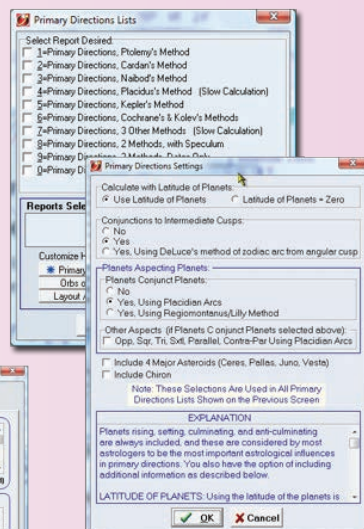 Primary Directions Lists
Select Report Desired:
1=Primary Directions, Ptolemy's Method
2=Primary Directions, Cardan's Method
3=Primary Directions, Naibod's Method
4=Primary Directions, Placidus's Method (Slow Calculation)
5=Primary Directions, Kepler's Method
6=Primary Directions, Cochrane's & Kolev's Methods
7=Primary Directions, 3 Other Methods (Slow Calculation)
8=Primary Directions, 2 Methods, with Speculum
9=Primary
0=Primary
Reports Sele
Customize
Primary
Orbs
Layout
Primary Directions Settings
Calculate with Latitude of Planets:
Use Latitude of Planets
Latitude of Planets = Zero
Conjunctions to Intermediate Cusps:
No
Yes
Yes, Using DeLuce's method of zodiac arc from angular cusp
Planets Aspecting Planets:
Planets Conjunct Planets:
No
Yes, Using Placidian Arcs
Yes, Using Regiomontanus/Lilly Method
Other Aspects (if Planets Conjunct Planets selected above):
Opp, Sqr, Tri, Sxtl, Parallel, Contra-Par Using Placidian Arcs
Include 4 Major Asteroids (Ceres, Pallas, Juno, Vesta)
Include Chiron
Note: These Selections Are Used in All Primary
Directions Lists Shown on the Previous Screen
EXPLANATION
Planets rising, setting, culminating, and anti-culminating
are always included, and these are considered by most
astrologers to be the most important astrological influences
in primary directions. You also have the option of including
additional information as described below.
LATITUDE OF PLANETS: Using the latitude of the planets is
OK
Cancel